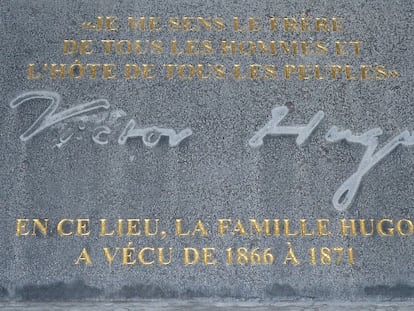 «JE ME SENS LE FRÈRE
DE TOUS LES HOMMES ET
L'HÔTE DE TOUS LES PEUPLES»
Victor Hugo
EN CE LIEU, LA FAMILLE HUGO
A VÉCU DE 1866 À 1871